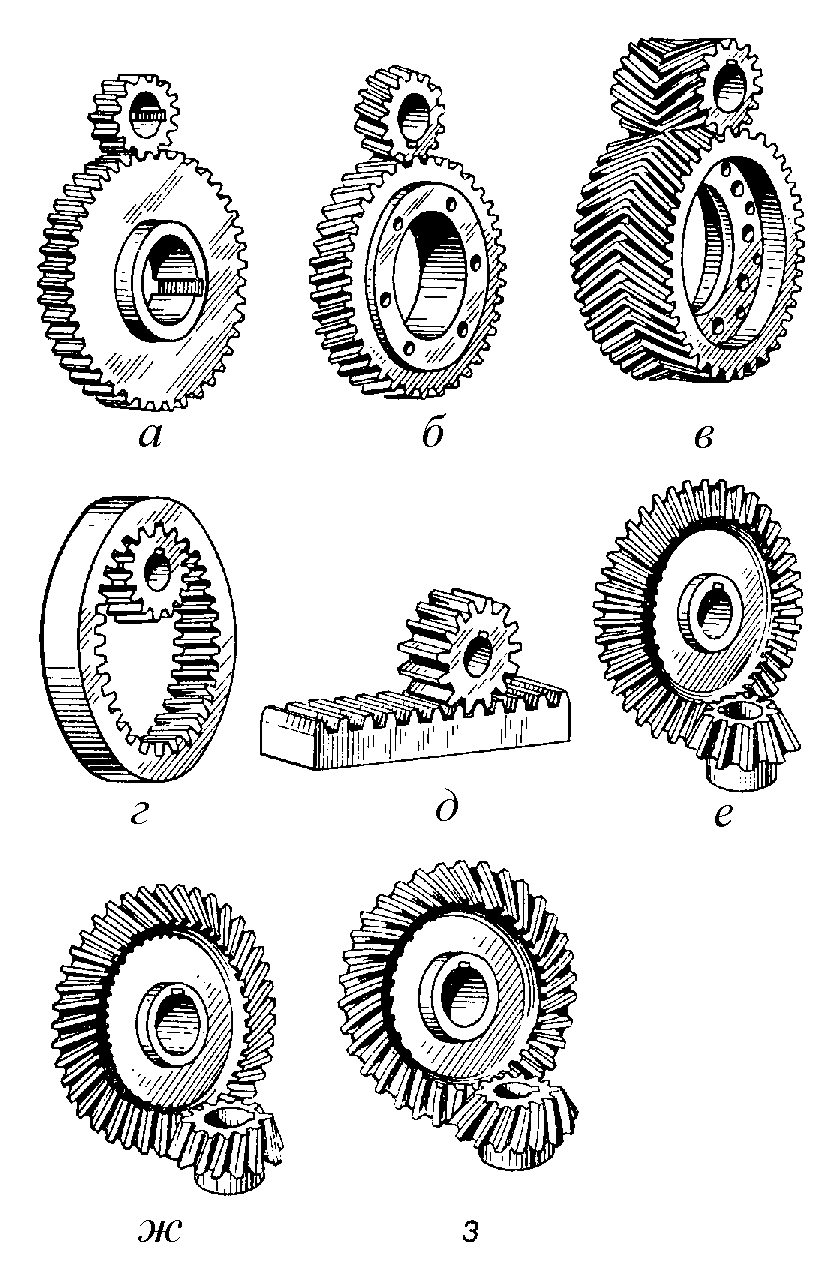 а б в
г д е
ж з